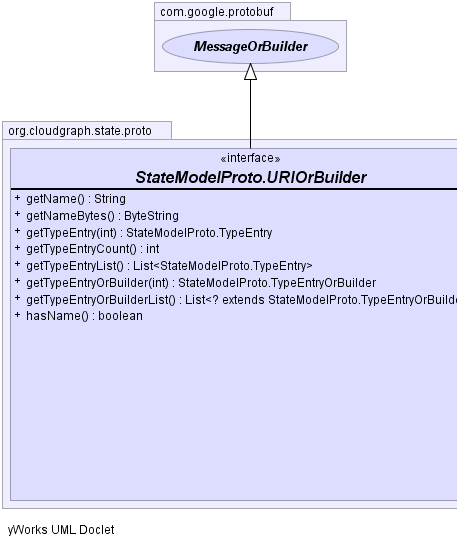 com.google.protobuf
MessageOrBuilder
org.cloudgraph.state.proto
«interface»
StateModelProto.URIOrBuilder
+ getName() : String
+ getNameBytes() : ByteString
+ getTypeEntry(int) : StateModelProto.TypeEntry
+ getTypeEntryCount() : int
+ getTypeEntryList() : List<StateModelProto.TypeEntry>
+ getTypeEntryOrBuilder(int) : StateModelProto.TypeEntryOrBuilder
+ getTypeEntryOrBuilderList() : List<? extends StateModelProto.TypeEntryOrBuilde
+ hasName() : boolean
yWorks UML Doclet